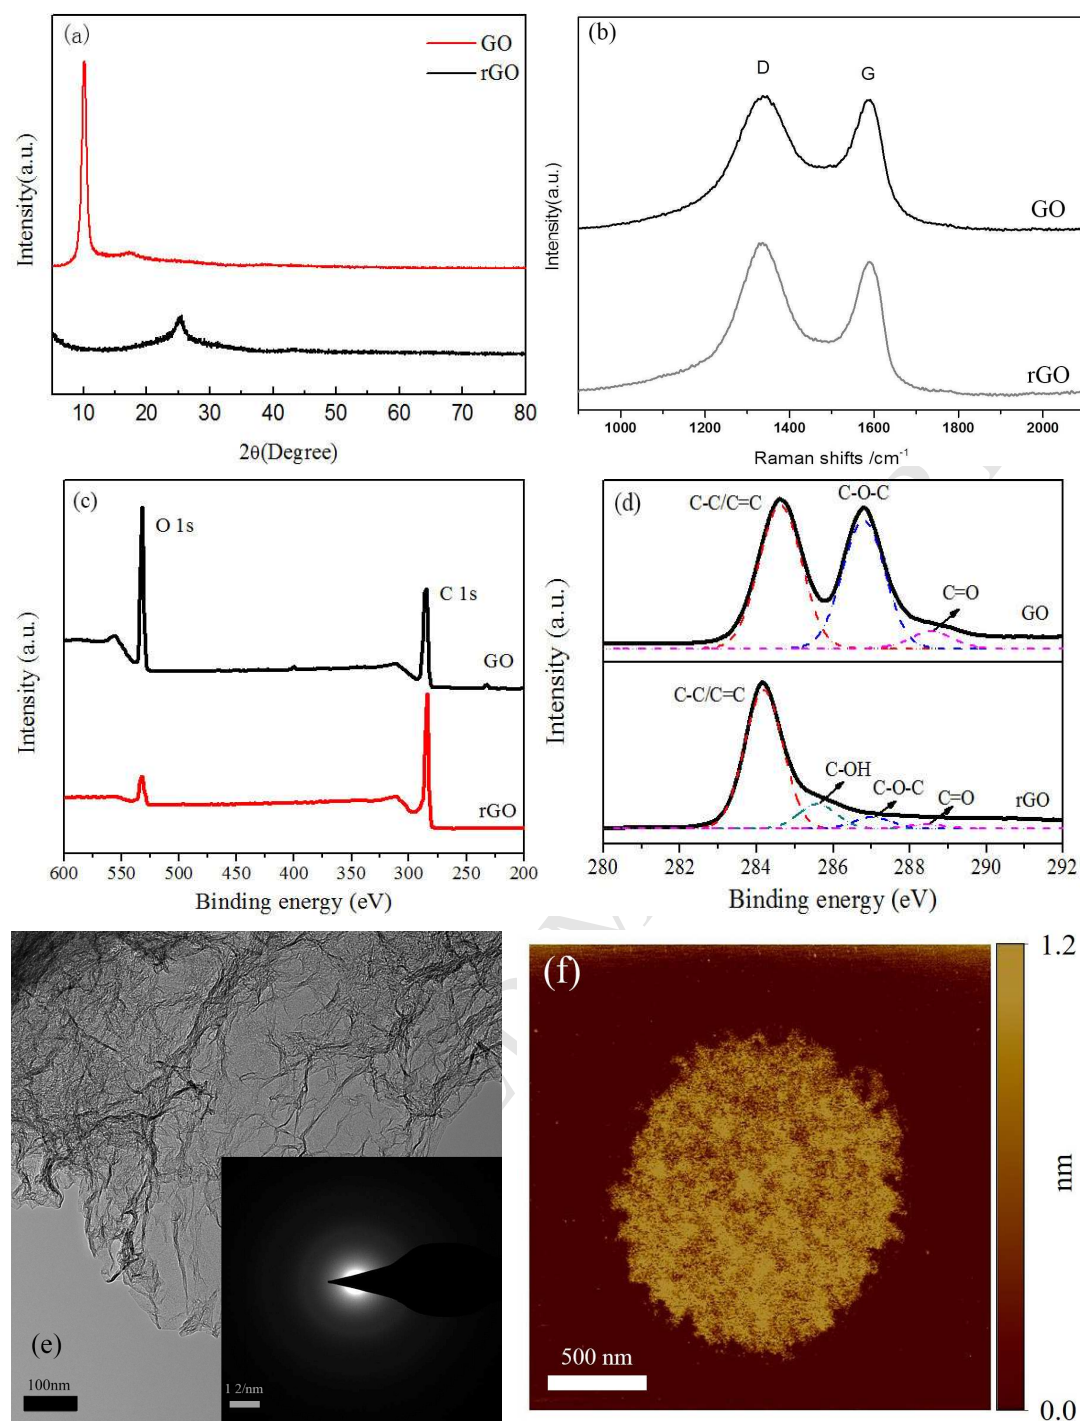 (a)
GO
rGO
Intensity(a.u.)
10 20 30 40 50 60 70 80
2θ(Degree)
(b)
D
G
GO
rGO
Intensity(a.u.)
1000 1200 1400 1600 1800 2000
Raman shifts /cm⁻¹
(c)
O 1s
C 1s
GO
rGO
Intensity (a.u.)
600 550 500 450 400 350 300 250 200
Binding energy (eV)
(d)
C-C/C=C
C-O-C
C=O
GO
C-C/C=C
C-OH
C-O-C
C=O
rGO
Intensity (a.u.)
280 282 284 286 288 290 292
Binding energy (eV)
(e)
100nm
1 2/nm
(f)
500 nm
1.2
nm
0.0